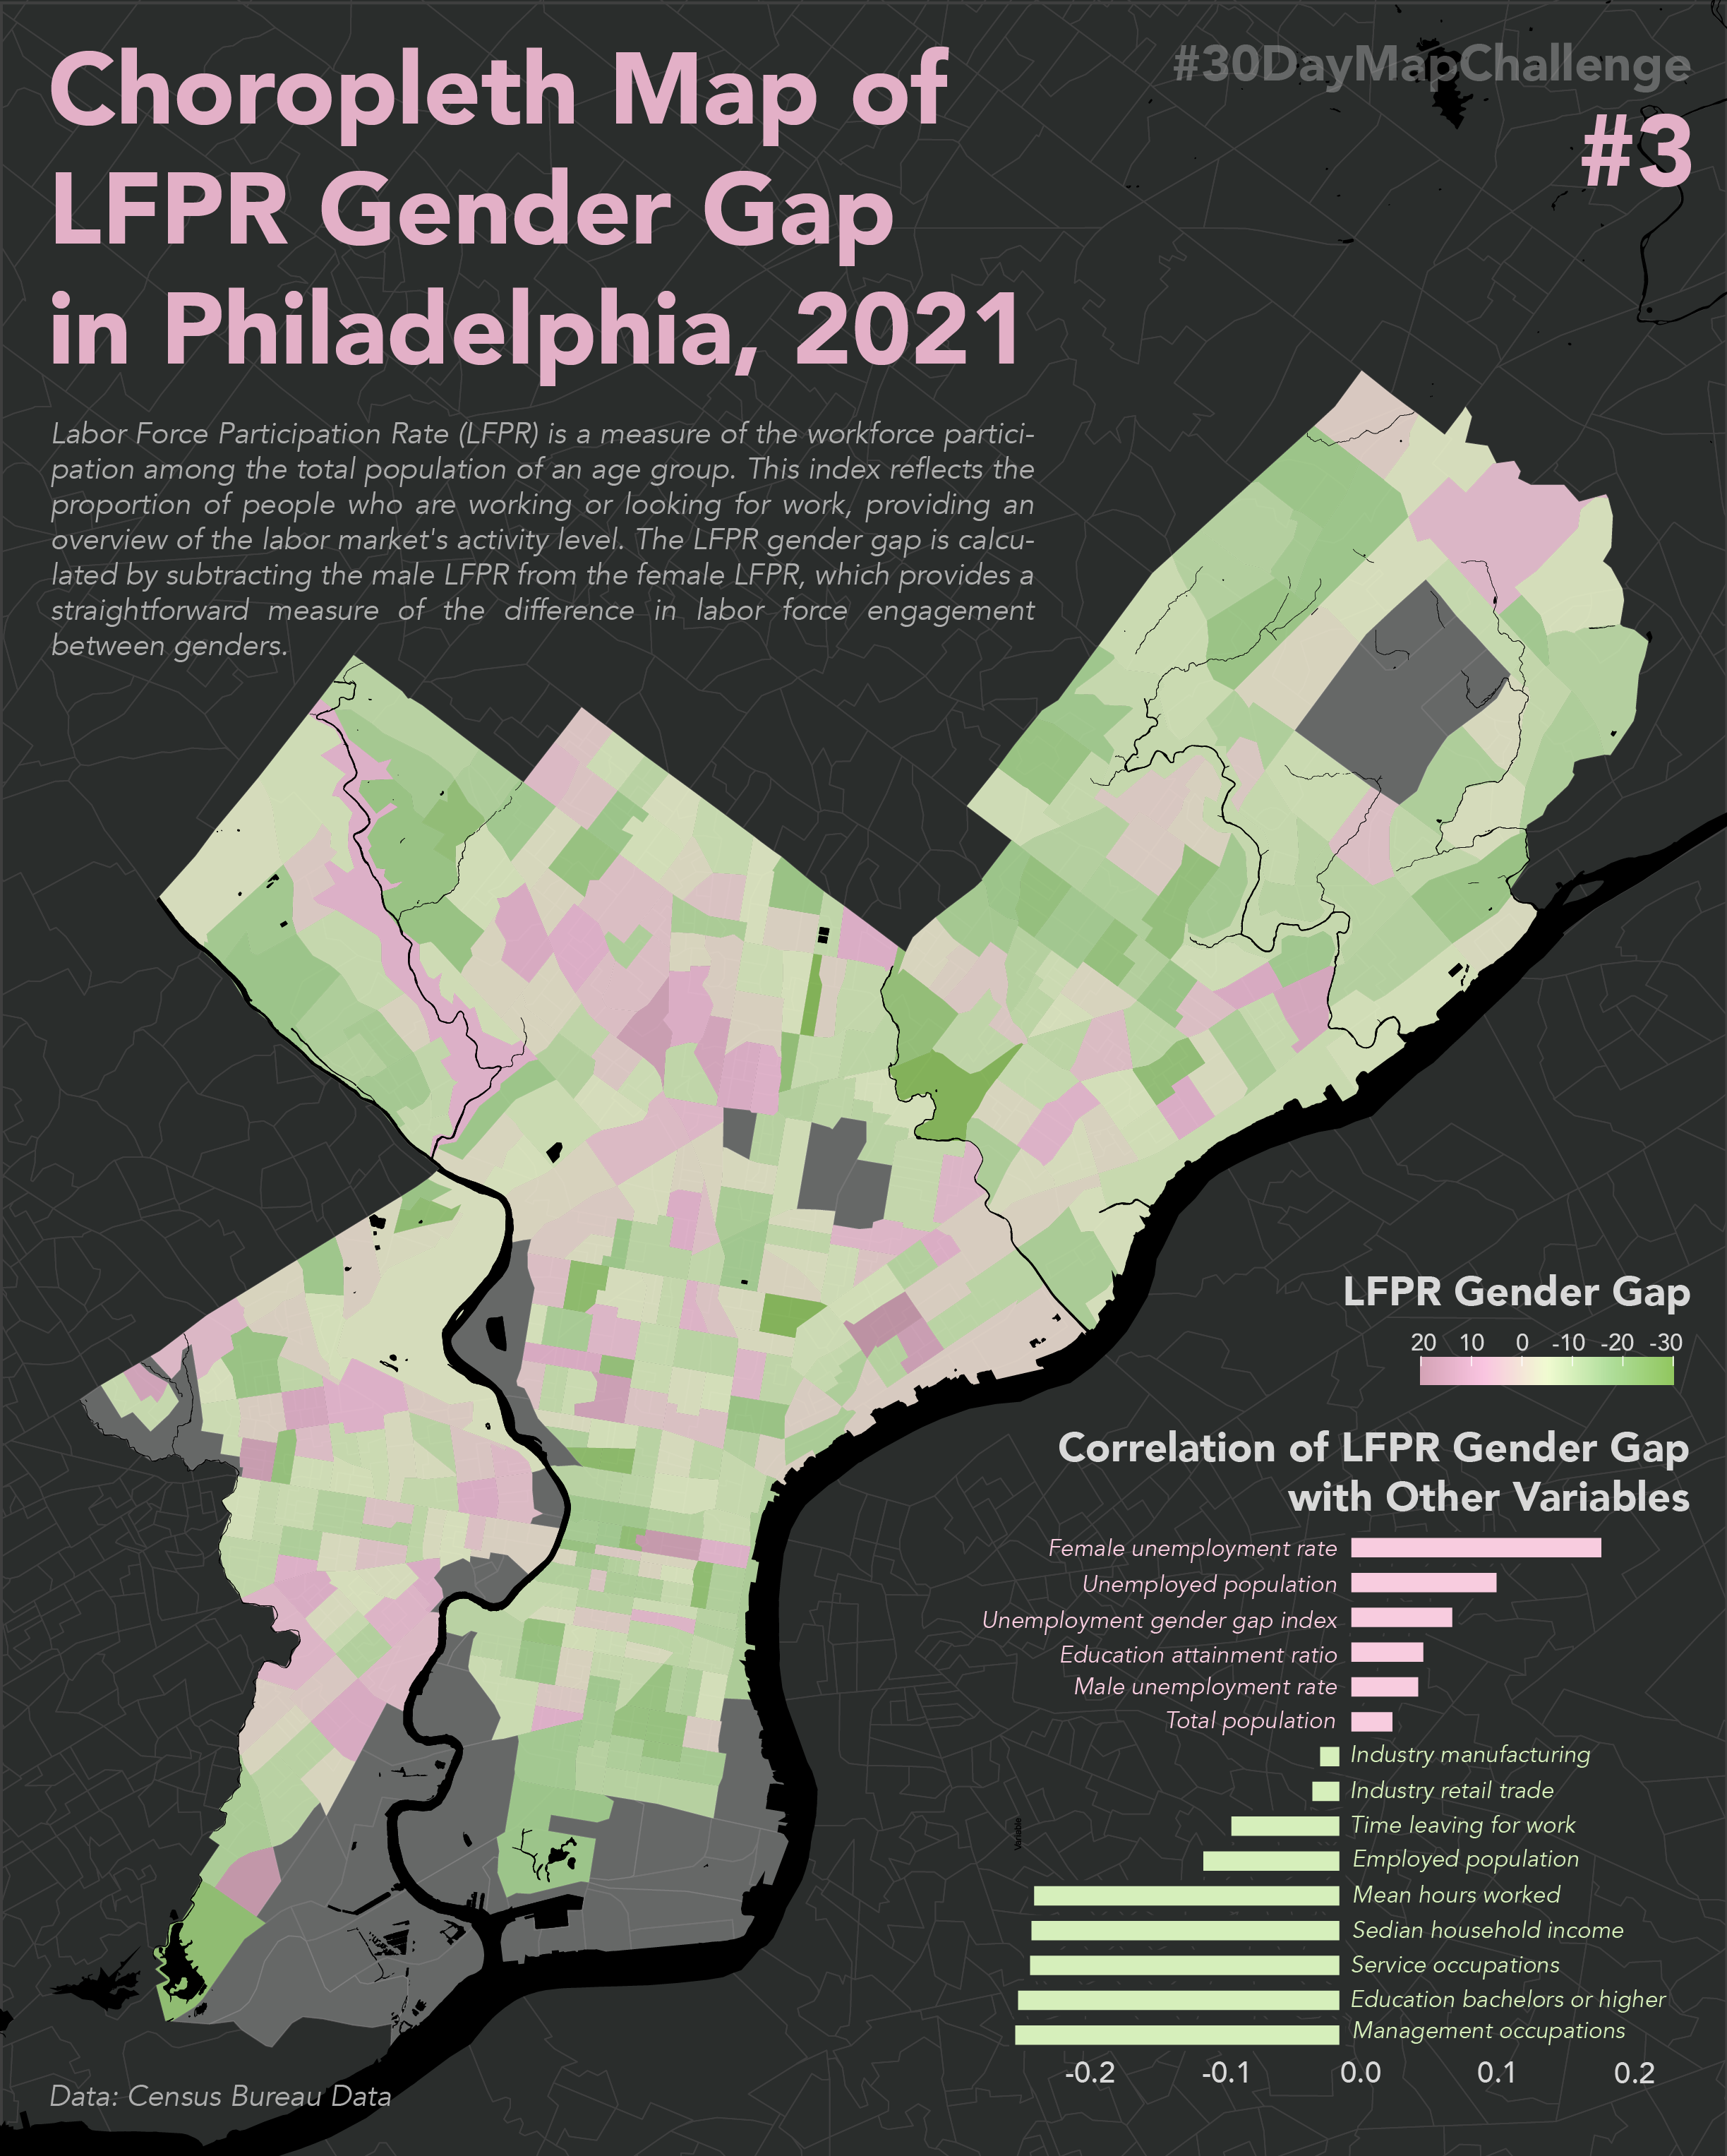 Choropleth Map of
LFPR Gender Gap
in Philadelphia, 2021
#30DayMapChallenge
#3
Labor Force Participation Rate (LFPR) is a measure of the workforce partici-
pation among the total population of an age group. This index reflects the
proportion of people who are working or looking for work, providing an
overview of the labor market's activity level. The LFPR gender gap is calcu-
lated by subtracting the male LFPR from the female LFPR, which provides a
straightforward measure of the difference in labor force engagement
between genders.
LFPR Gender Gap
20 10 0 -10 -20 -30
Correlation of LFPR Gender Gap
with Other Variables
Female unemployment rate
Unemployed population
Unemployment gender gap index
Education attainment ratio
Male unemployment rate
Total population
Industry manufacturing
Industry retail trade
Time leaving for work
Variable
Employed population
Mean hours worked
Sedian household income
Service occupations
Education bachelors or higher
Management occupations
-0.2 -0.1 0.0 0.1 0.2
Data: Census Bureau Data